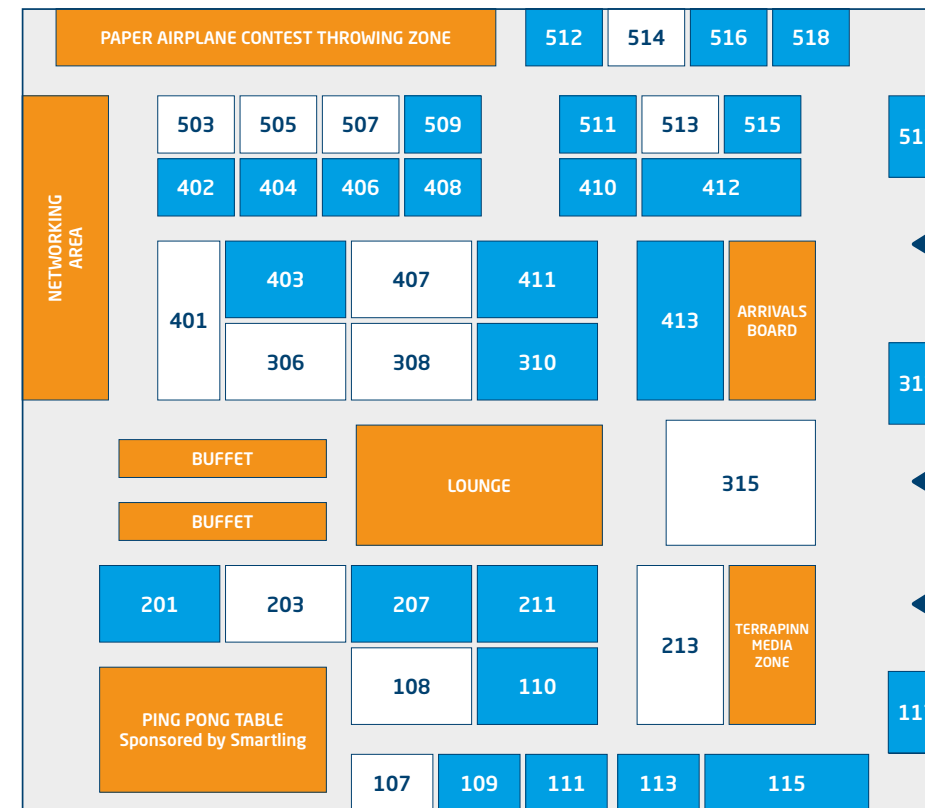 PAPER AIRPLANE CONTEST THROWING ZONE
512
514
516
518
503
505
507
509
511
513
515
402
404
406
408
410
412
NETWORKING
AREA
401
403
407
411
413
ARRIVALS
BOARD
306
308
310
BUFFET
BUFFET
LOUNGE
315
201
203
207
211
213
TERRAPINN
MEDIA
ZONE
108
110
PING PONG TABLE
Sponsored by Smartling
107
109
111
113
115